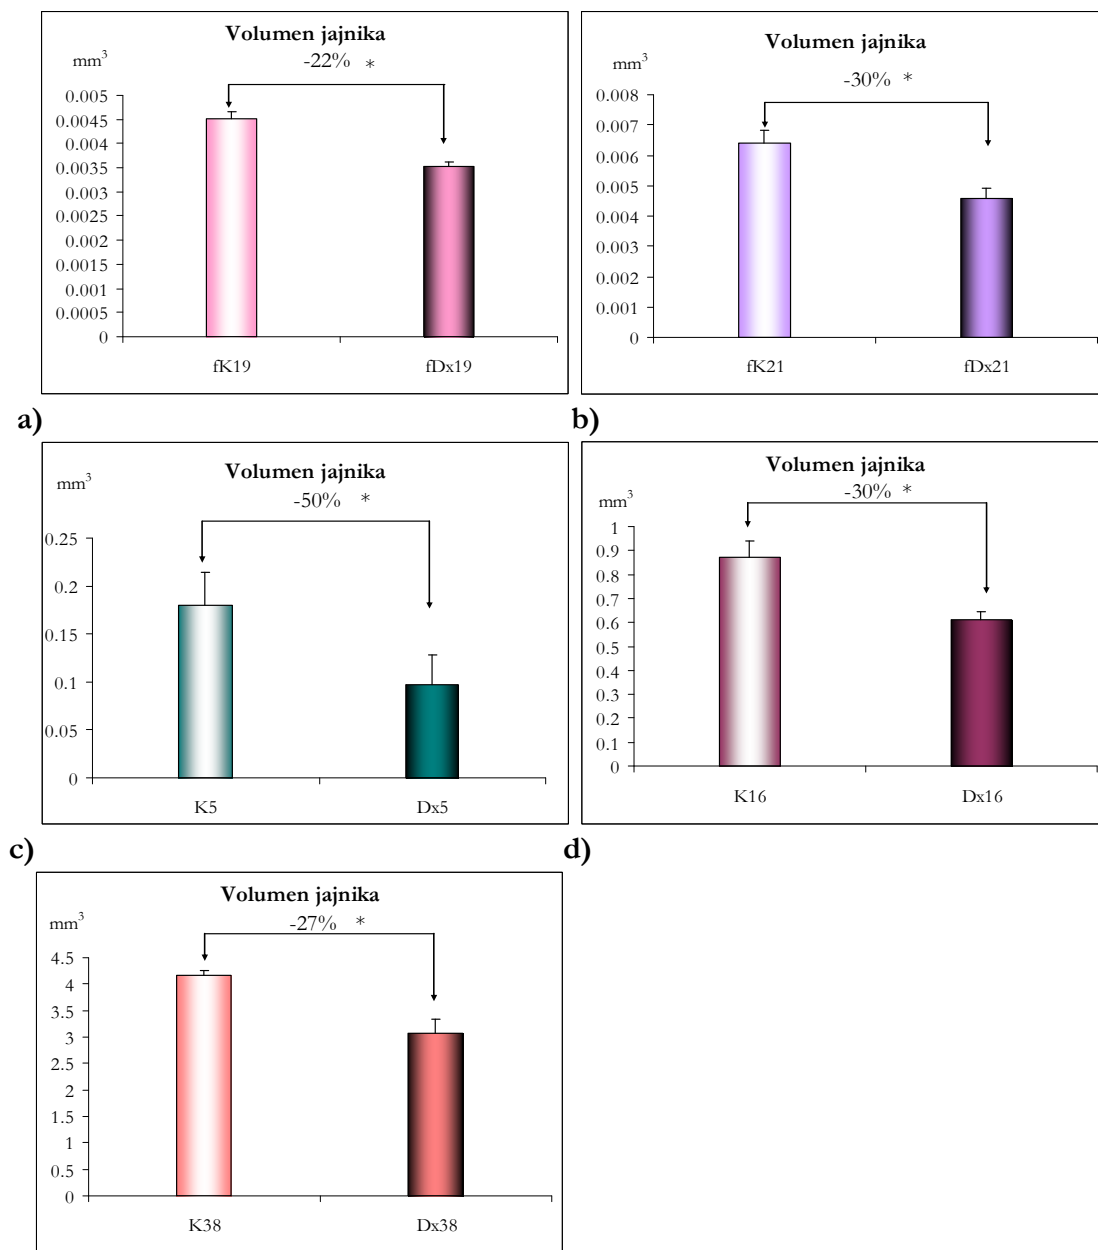 Volumen jajnika
mm³
-22% *
0.005
0.0045
0.004
0.0035
0.003
0.0025
0.002
0.0015
0.001
0.0005
0
fK19 fDx19
a)
Volumen jajnika
mm³
-30% *
0.008
0.007
0.006
0.005
0.004
0.003
0.002
0.001
0
fK21 fDx21
b)
Volumen jajnika
mm³
-50% *
0.25
0.2
0.15
0.1
0.05
0
K5 Dx5
c)
Volumen jajnika
mm³
-30% *
1
0.9
0.8
0.7
0.6
0.5
0.4
0.3
0.2
0.1
0
K16 Dx16
d)
Volumen jajnika
mm³
-27% *
4.5
4
3.5
3
2.5
2
1.5
1
0.5
0
K38 Dx38